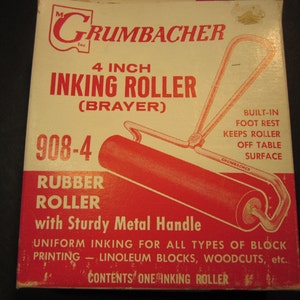 M
GRUMBACHER
INC.
4 INCH
INKING ROLLER
(BRAYER)
BUILT-IN
FOOT REST
KEEPS ROLLER
OFF TABLE
SURFACE
908-4
GRUMBACHER
RUBBER
ROLLER
with Sturdy Metal Handle
UNIFORM INKING FOR ALL TYPES OF BLOCK
PRINTING — LINOLEUM BLOCKS, WOODCUTS, etc.
CONTENTS ONE INKING ROLLER